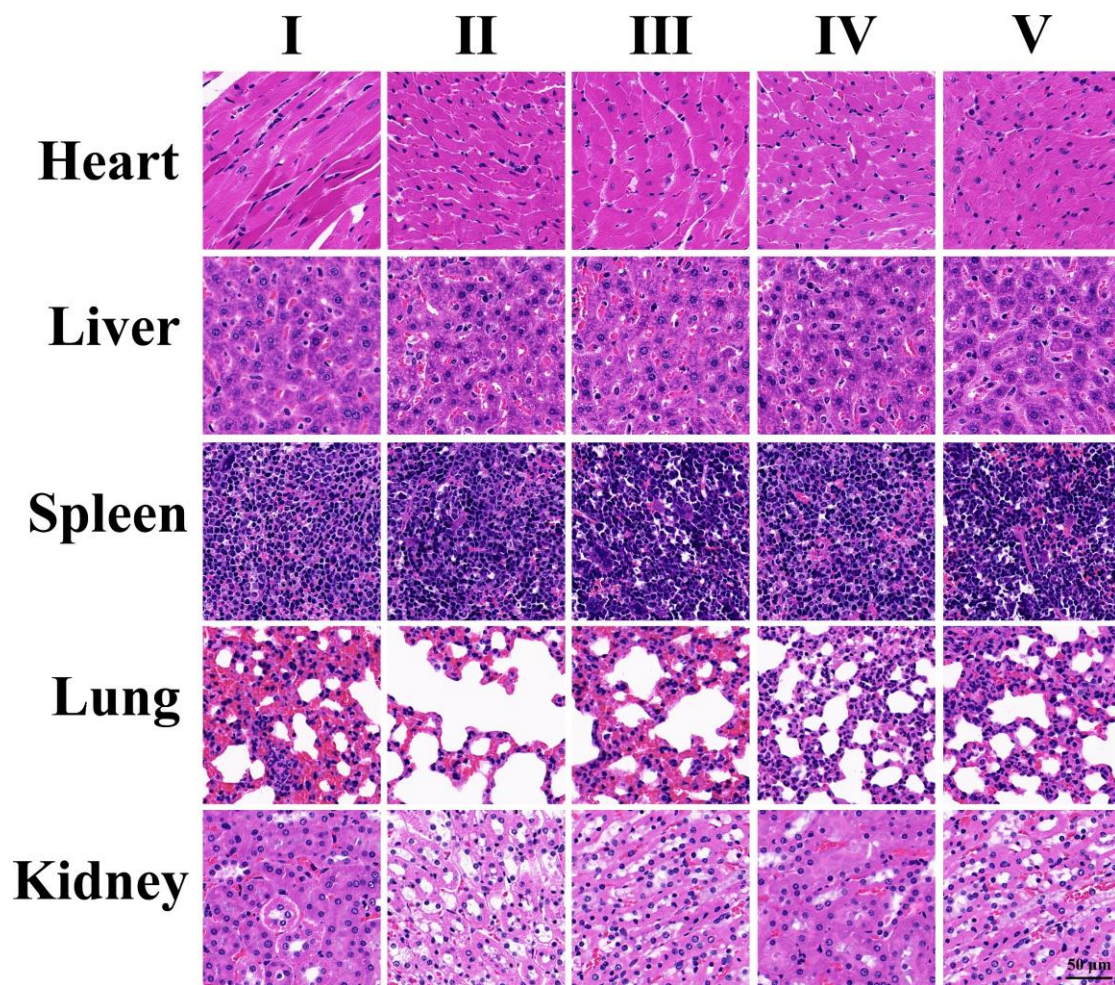 I II III IV V
Heart
Liver
Spleen
Lung
Kidney
50 μm